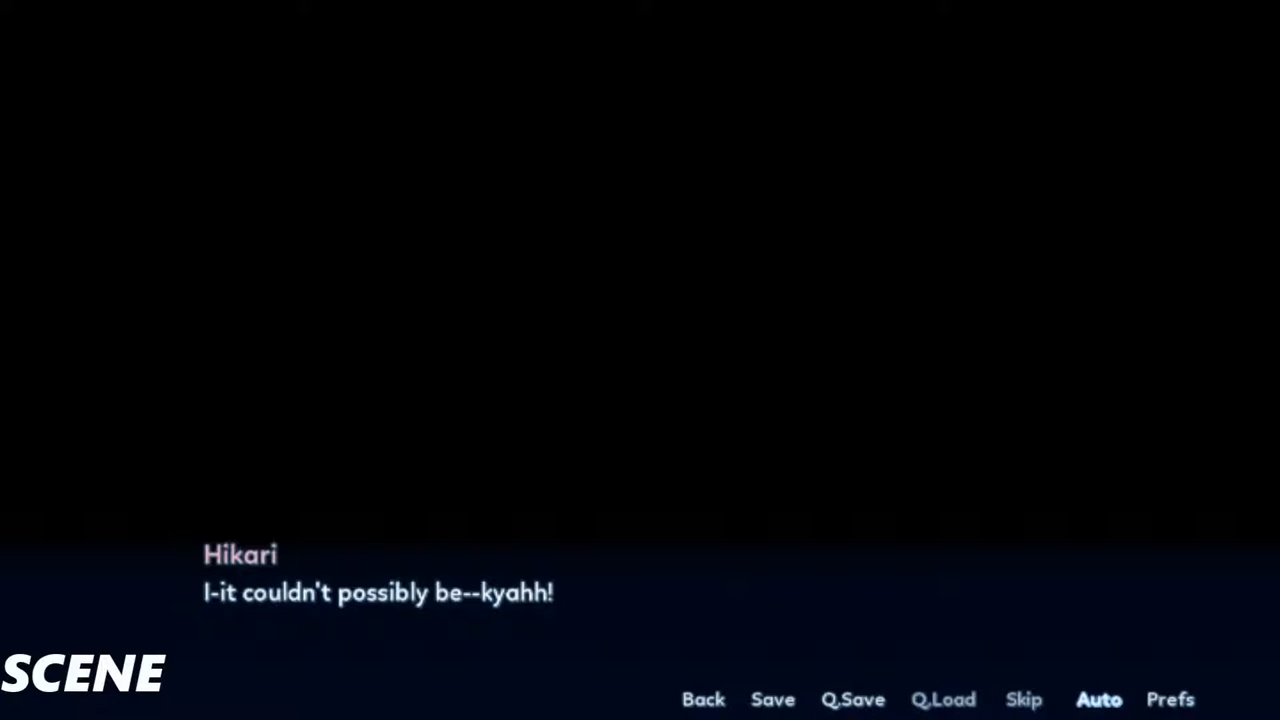 Hikari
I-it couldn't possibly be--kyahh!
SCENE
Back Save Q.Save Q.Load Skip Auto Prefs